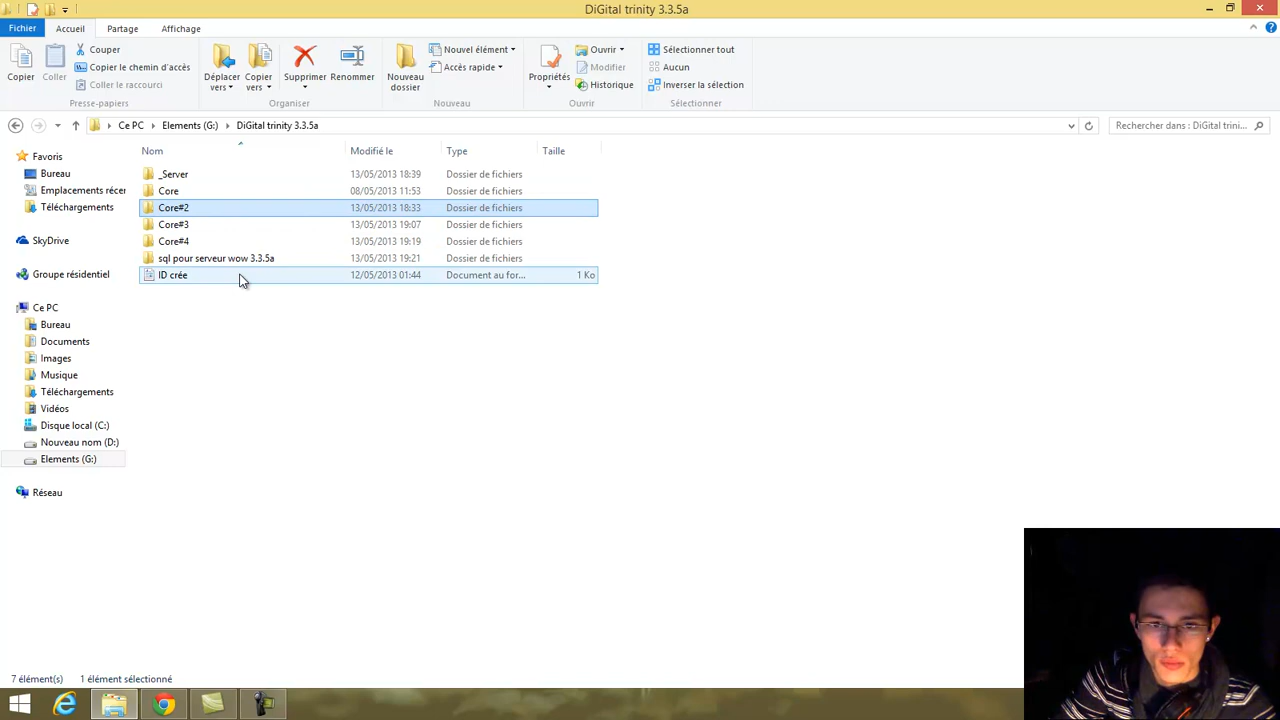 DiGital trinity 3.3.5a
Fichier Accueil Partage Affichage
Copier
Coller
Couper
Copier le chemin d'accès
Coller le raccourci
Presse-papiers
Déplacer vers
Copier vers
Supprimer
Renommer
Organiser
Nouveau dossier
Nouvel élément
Accès rapide
Nouveau
Propriétés
Ouvrir
Modifier
Historique
Ouvrir
Sélectionner tout
Aucun
Inverser la sélection
Sélectionner
Ce PC Elements (G:) DiGital trinity 3.3.5a
Rechercher dans : DiGital trini...
Nom Modifié le Type Taille
_Server 13/05/2013 18:39 Dossier de fichiers
Core 08/05/2013 11:53 Dossier de fichiers
Core#2 13/05/2013 18:33 Dossier de fichiers
Core#3 13/05/2013 19:07 Dossier de fichiers
Core#4 13/05/2013 19:19 Dossier de fichiers
sql pour serveur wow 3.3.5a 13/05/2013 19:21 Dossier de fichiers
ID crée 12/05/2013 01:44 Document au for... 1 Ko
Favoris
Bureau
Emplacements récer
Téléchargements
SkyDrive
Groupe résidentiel
Ce PC
Bureau
Documents
Images
Musique
Téléchargements
Vidéos
Disque local (C:)
Nouveau nom (D:)
Elements (G:)
Réseau
7 élément(s) 1 élément sélectionné